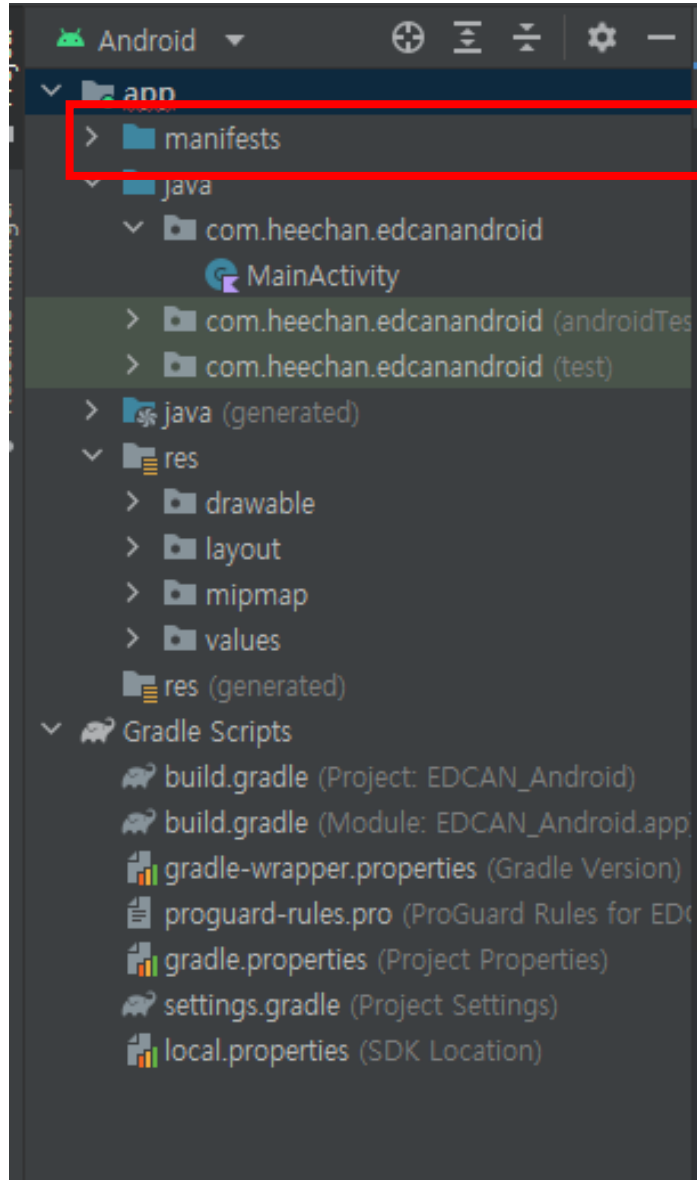 Android
app
manifests
java
com.heechan.edcanandroid
MainActivity
com.heechan.edcanandroid (androidTes
com.heechan.edcanandroid (test)
java (generated)
res
drawable
layout
mipmap
values
res (generated)
Gradle Scripts
build.gradle (Project: EDCAN_Android)
build.gradle (Module: EDCAN_Android.app)
gradle-wrapper.properties (Gradle Version)
proguard-rules.pro (ProGuard Rules for ED
gradle.properties (Project Properties)
settings.gradle (Project Settings)
local.properties (SDK Location)